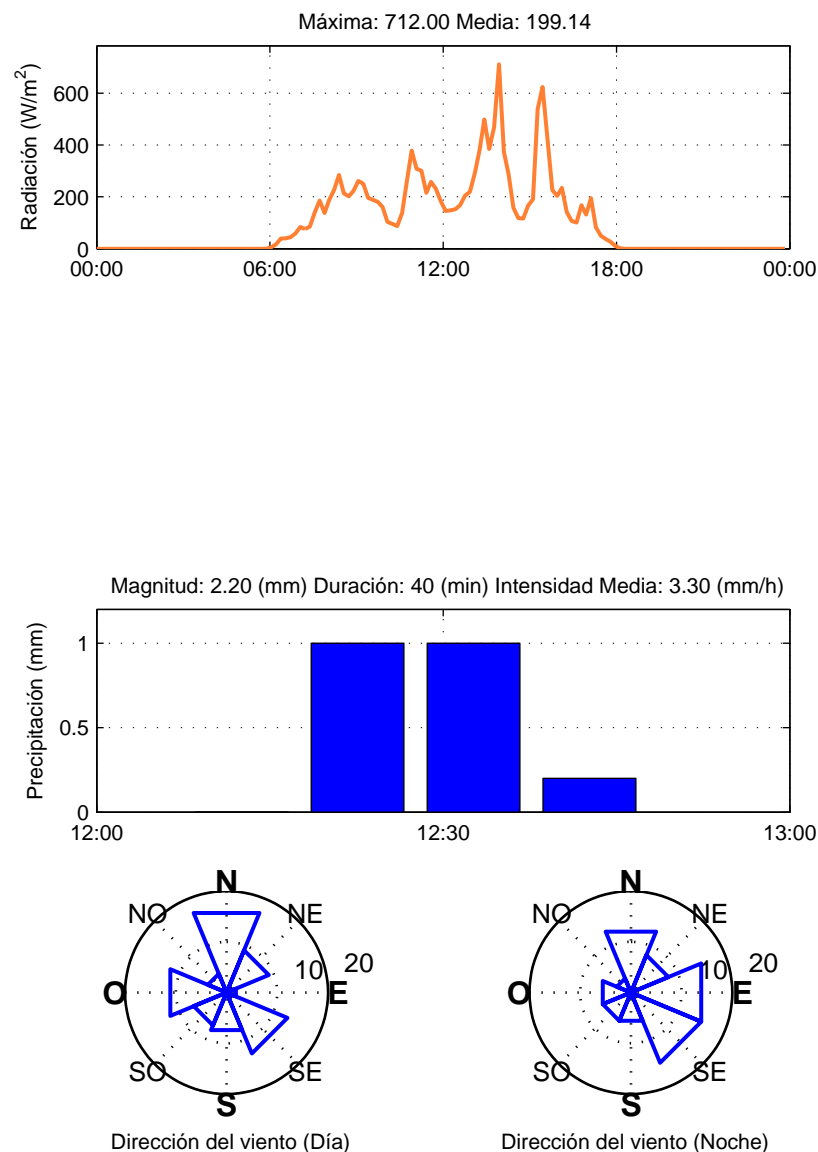 Máxima: 712.00 Media: 199.14
Radiación (W/m²)
600
400
200
0
00:00 06:00 12:00 18:00 00:00
Magnitud: 2.20 (mm) Duración: 40 (min) Intensidad Media: 3.30 (mm/h)
Precipitación (mm)
1
0.5
0
12:00 12:30 13:00
N
NO NE
10 20
O E
SO SE
S
Dirección del viento (Día)
N
NO NE
10 20
O E
SO SE
S
Dirección del viento (Noche)